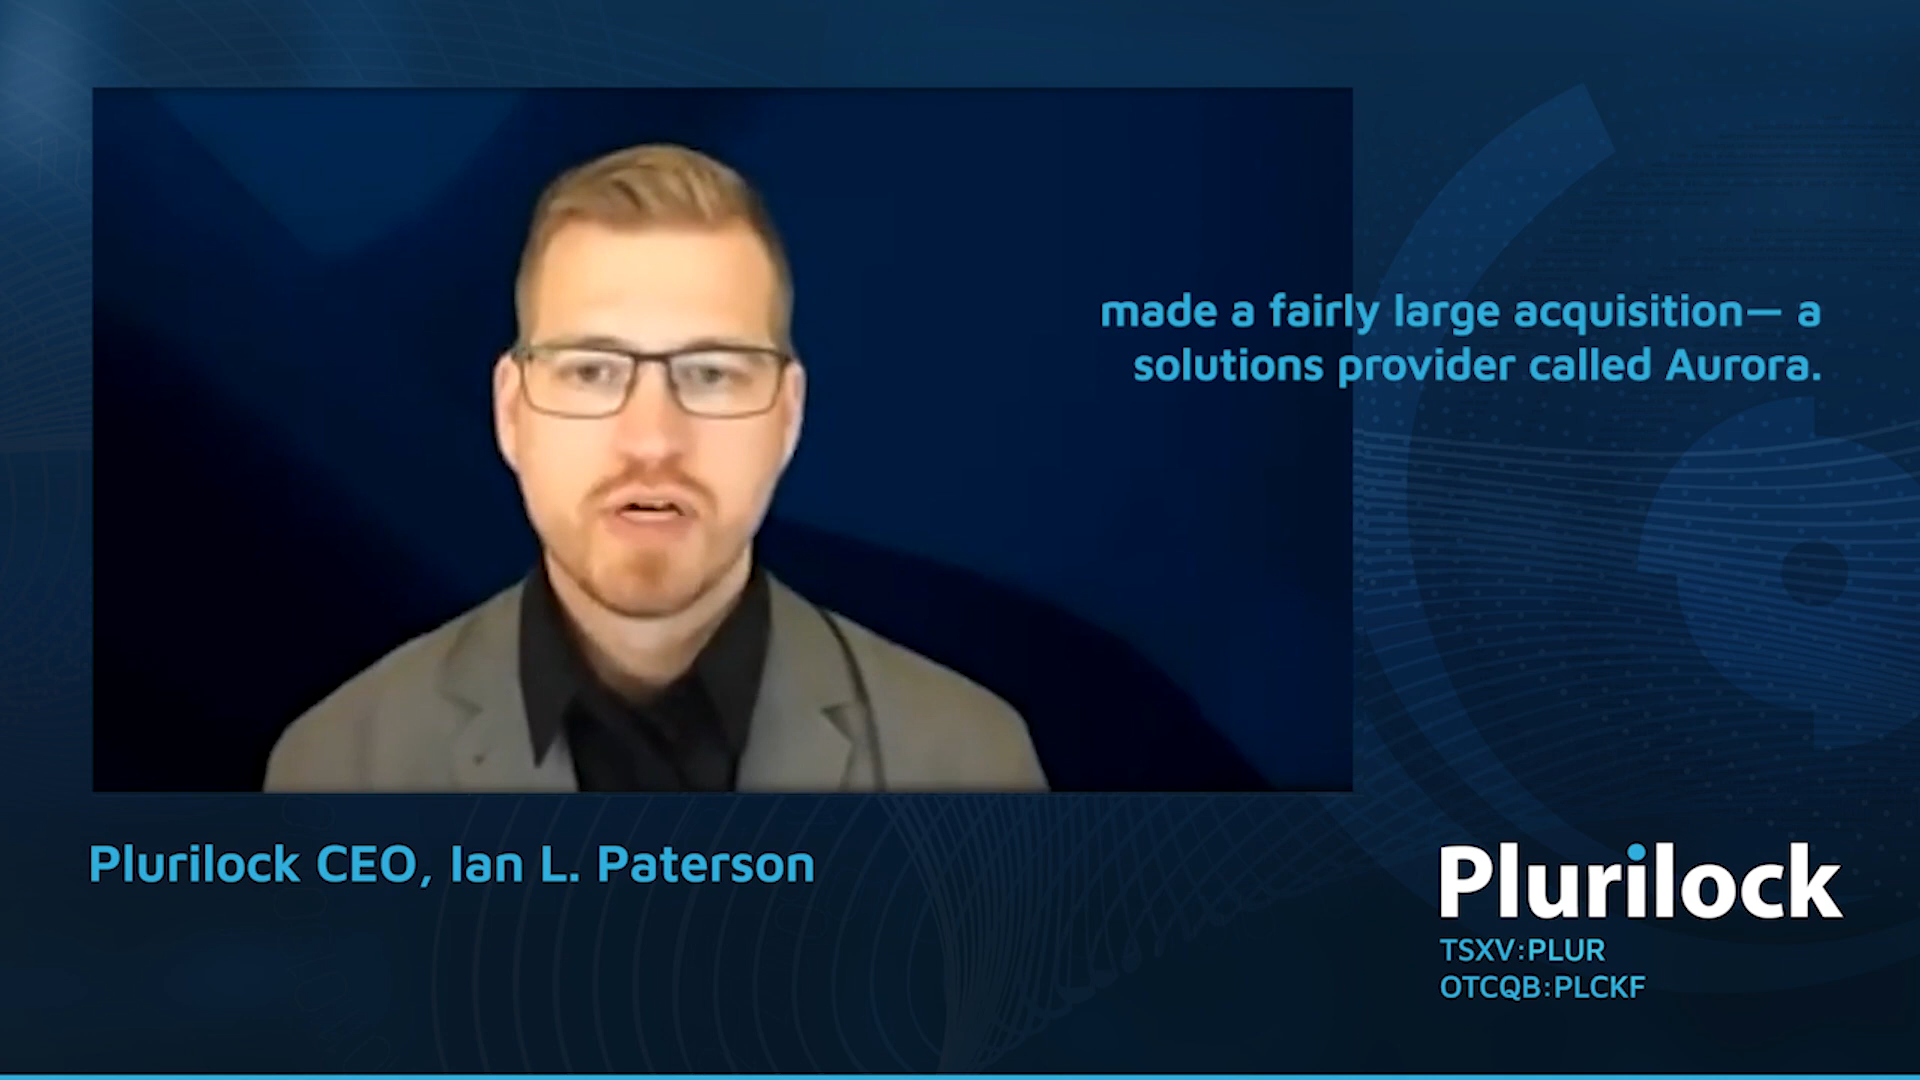 made a fairly large acquisition— a
solutions provider called Aurora.
Plurilock CEO, Ian L. Paterson
Plurilock
TSXV:PLUR
OTCQB:PLCKF